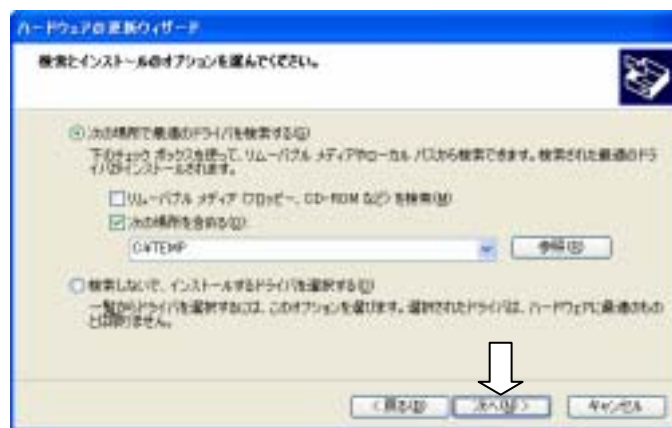 ハードウェアの更新ウィザード
検索とインストールのオプションを選んでください。
次の場所で最適のドライバを検索する(S)
下のチェック ボックスを使って、リムーバブル メディアやローカル パスから検索できます。検索された最適のドラ
イバがインストールされます。
リムーバブル メディア (フロッピー、CD-ROM など) を検索(M)
次の場所を含める(O):
C:¥TEMP
参照(R)
検索しないで、インストールするドライバを選択する(D)
一覧からドライバを選択するには、このオプションを選びます。選択されたドライバは、ハードウェアに最適のもの
とは限りません。
< 戻る(B)
次へ(N) >
キャンセル